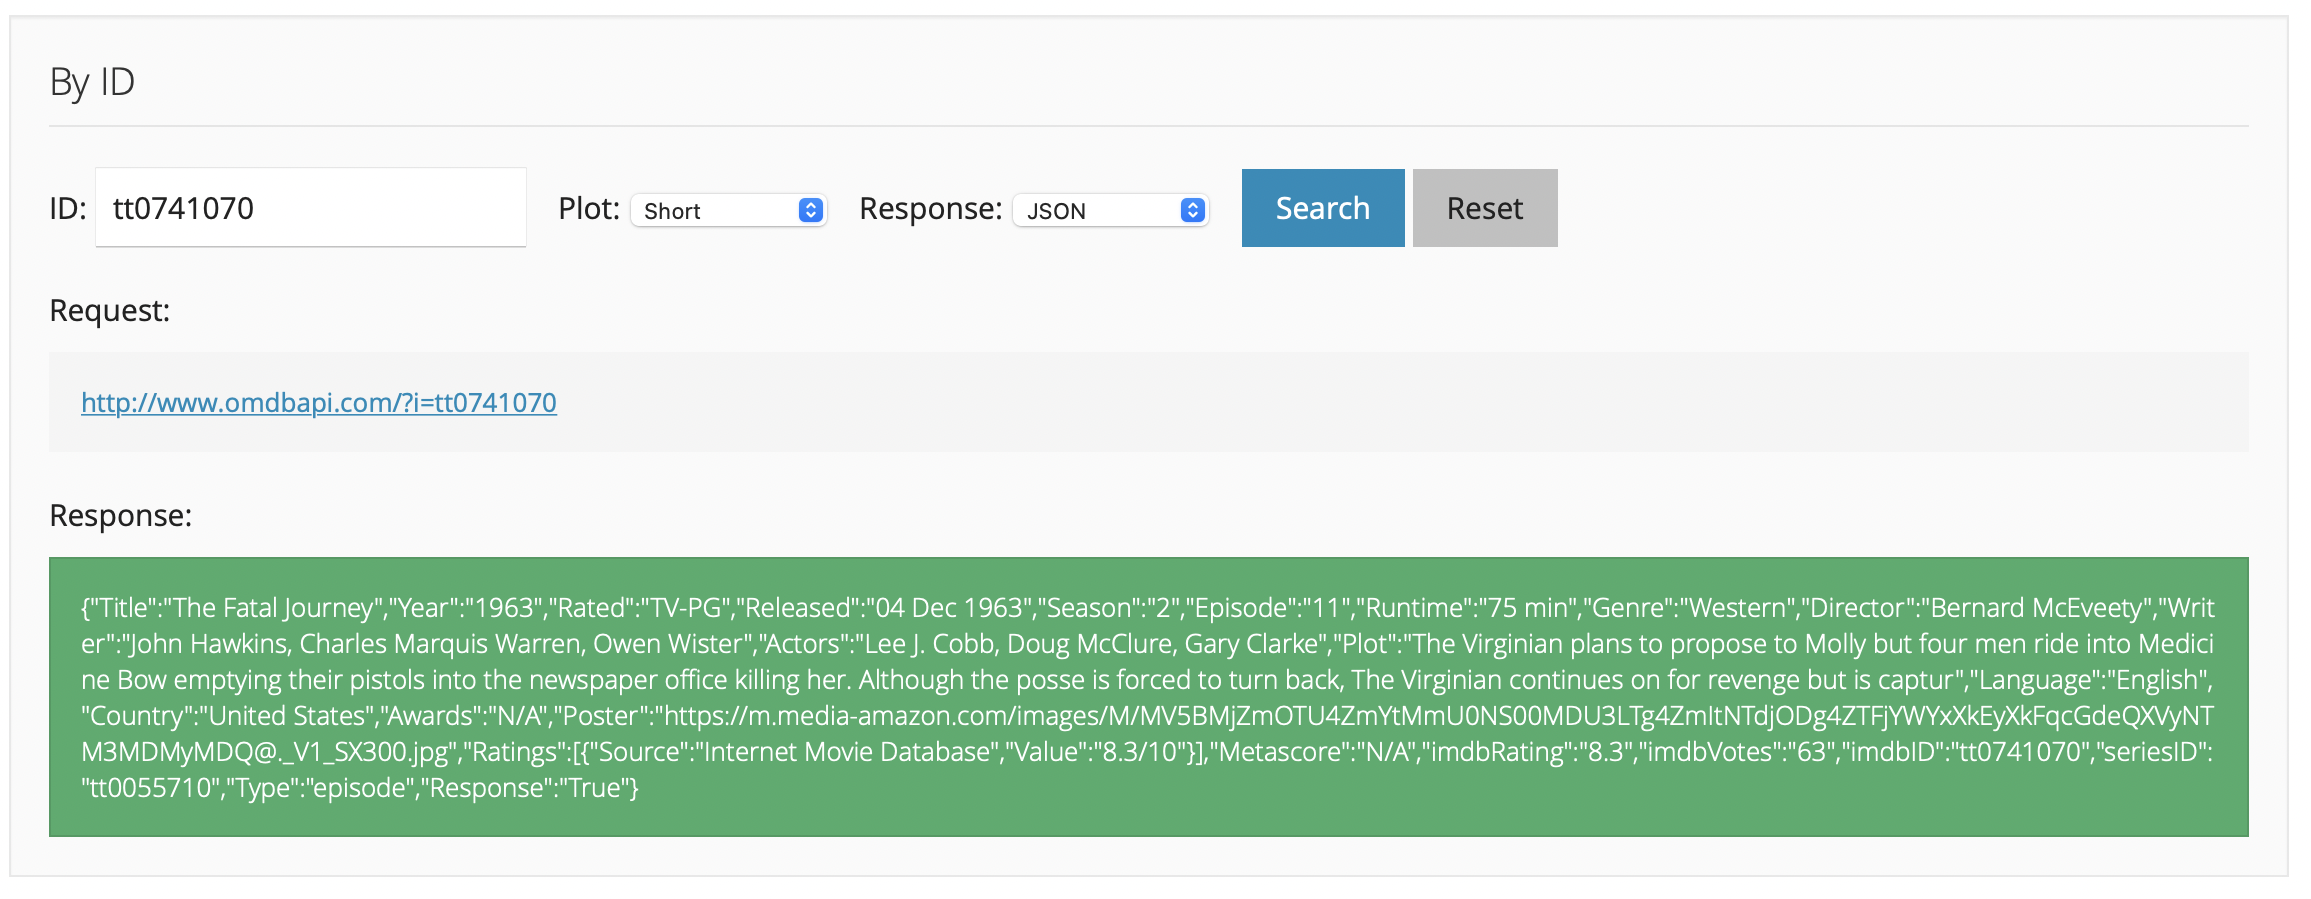 By ID
ID: tt0741070 Plot: Short Response: JSON Search Reset
Request:
http://www.omdbapi.com/?i=tt0741070
Response:
{"Title":"The Fatal Journey","Year":"1963","Rated":"TV-PG","Released":"04 Dec 1963","Season":"2","Episode":"11","Runtime":"75 min","Genre":"Western","Director":"Bernard McEveety","Writ
er":"John Hawkins, Charles Marquis Warren, Owen Wister","Actors":"Lee J. Cobb, Doug McClure, Gary Clarke","Plot":"The Virginian plans to propose to Molly but four men ride into Medici
ne Bow emptying their pistols into the newspaper office killing her. Although the posse is forced to turn back, The Virginian continues on for revenge but is captur","Language":"English",
"Country":"United States","Awards":"N/A","Poster":"https://m.media-amazon.com/images/M/MV5BMjZmOTU4ZmYtMmU0NS00MDU3LTg4ZmItNTdjODg4ZTFjYWYxXkEyXkFqcGdeQXVyNT
M3MDMyMDQ@._V1_SX300.jpg","Ratings":[{"Source":"Internet Movie Database","Value":"8.3/10"}],"Metascore":"N/A","imdbRating":"8.3","imdbVotes":"63","imdbID":"tt0741070","seriesID":
"tt0055710","Type":"episode","Response":"True"}